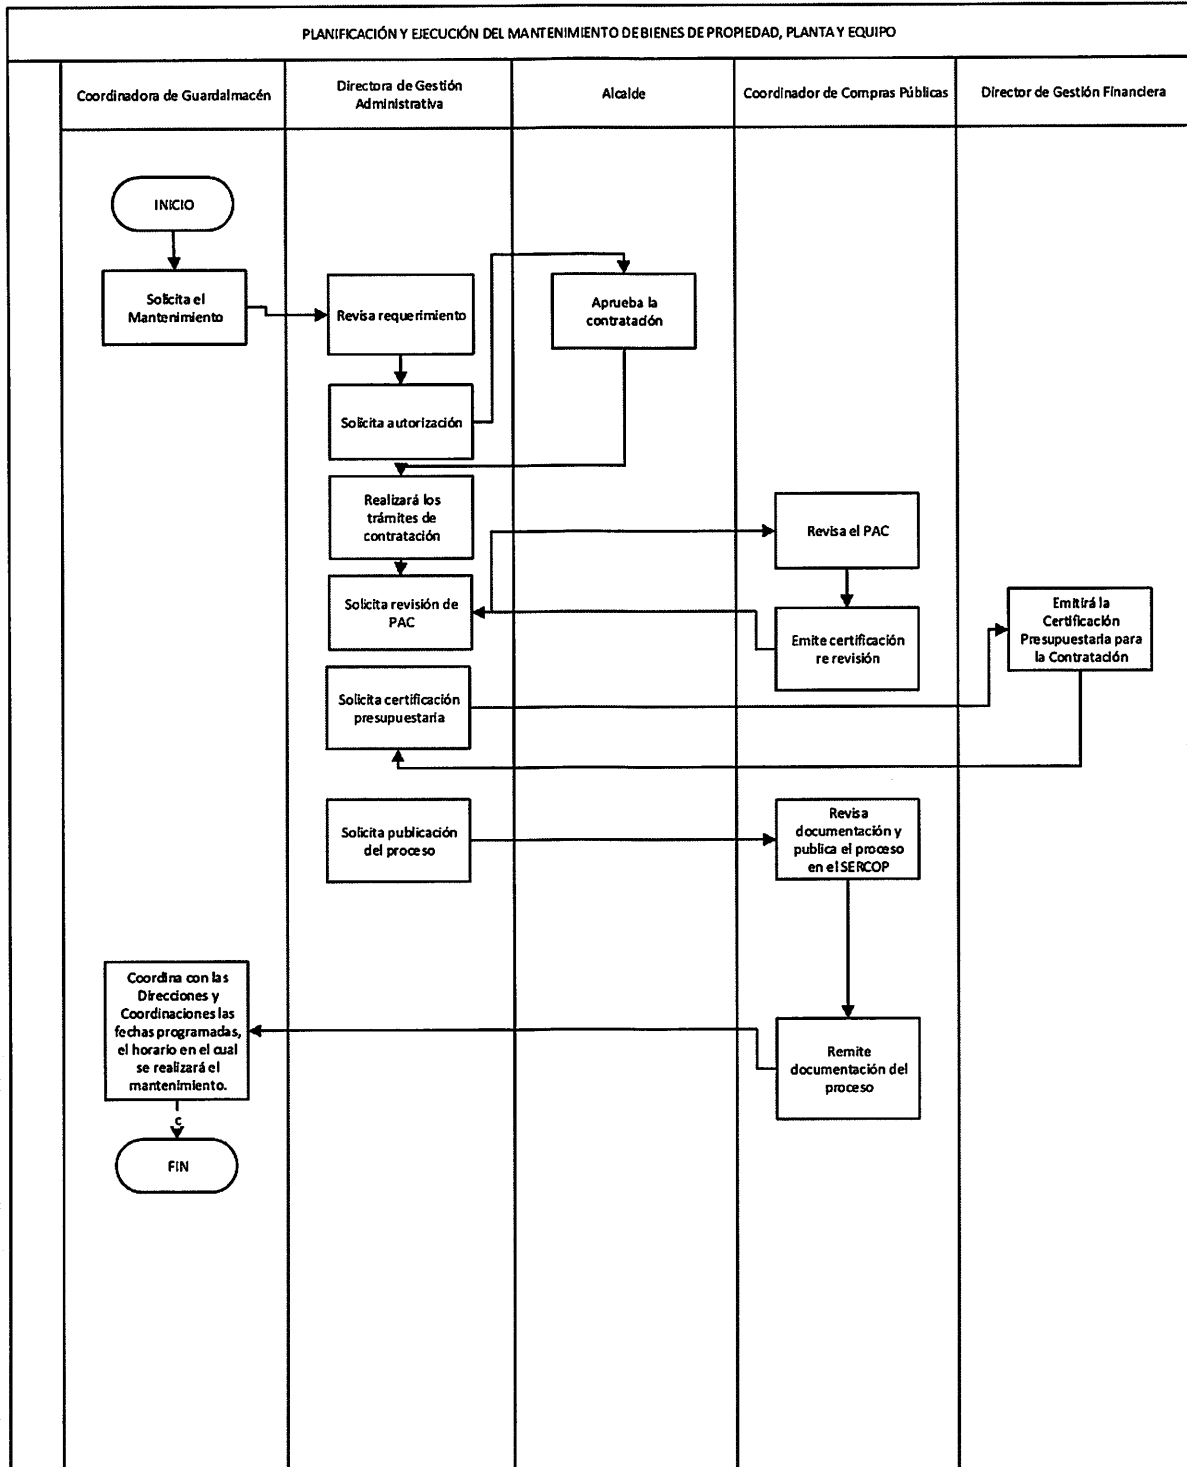 PLANIFICACIÓN Y EJECUCIÓN DEL MANTENIMIENTO DE BIENES DE PROPIEDAD, PLANTA Y EQUIPO
Coordinadora de Guardalmacén
Directora de Gestión
Administrativa
Alcalde
Coordinador de Compras Públicas
Director de Gestión Financiera
INICIO
Solicita el
Mantenimiento
Revisa requerimiento
Aprueba la
contratación
Solicita autorización
Realizará los
trámites de
contratación
Revisa el PAC
Solicita revisión de
PAC
Emite certificación
re revisión
Emitirá la
Certificación
Presupuestaria para
la Contratación
Solicita certificación
presupuestaria
Solicita publicación
del proceso
Revisa
documentación y
publica el proceso
en el SERCOP
Coordina con las
Direcciones y
Coordinaciones las
fechas programadas,
el horario en el cual
se realizará el
mantenimiento.
Remite
documentación del
proceso
c
FIN